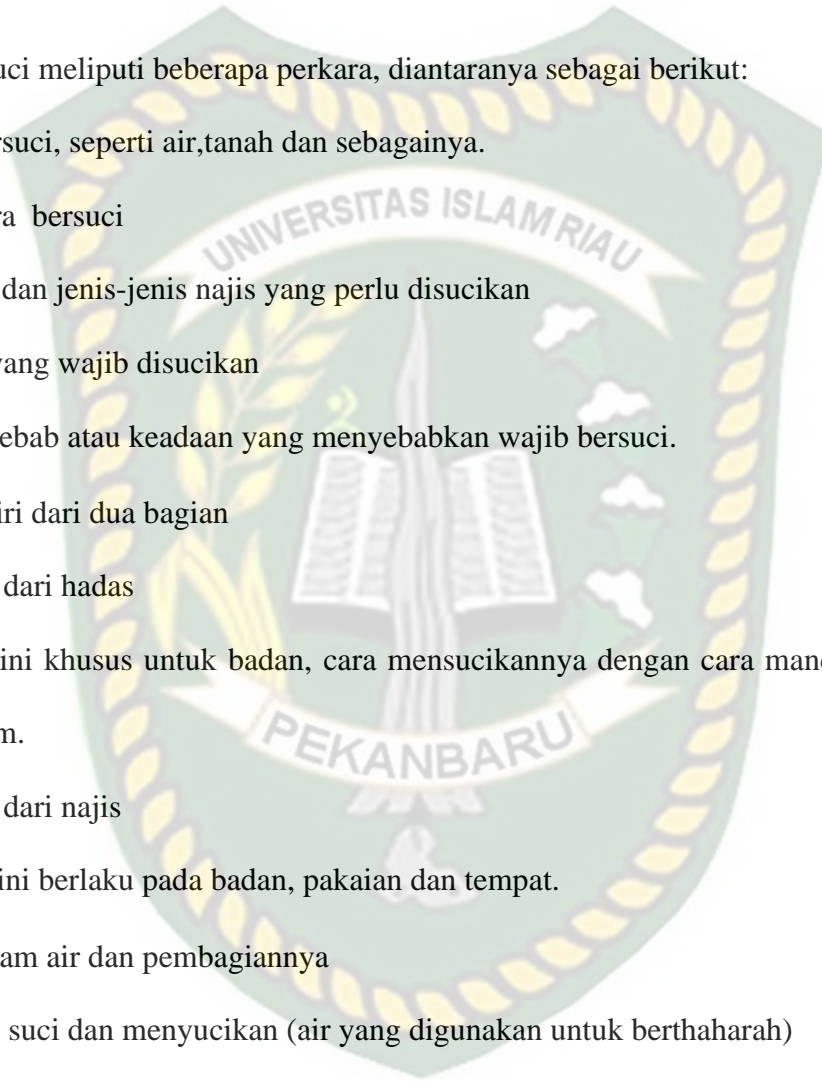 uci meliputi beberapa perkara, diantaranya sebagai berikut:
rsuci, seperti air,tanah dan sebagainya.
ra bersuci
UNIVERSITAS ISLAM RIAU
dan jenis-jenis najis yang perlu disucikan
yang wajib disucikan
ebab atau keadaan yang menyebabkan wajib bersuci.
iri dari dua bagian
dari hadas
ini khusus untuk badan, cara mensucikannya dengan cara mand
m.
PEKANBARU
dari najis
ini berlaku pada badan, pakaian dan tempat.
am air dan pembagiannya
suci dan menyucikan (air yang digunakan untuk berthaharah)